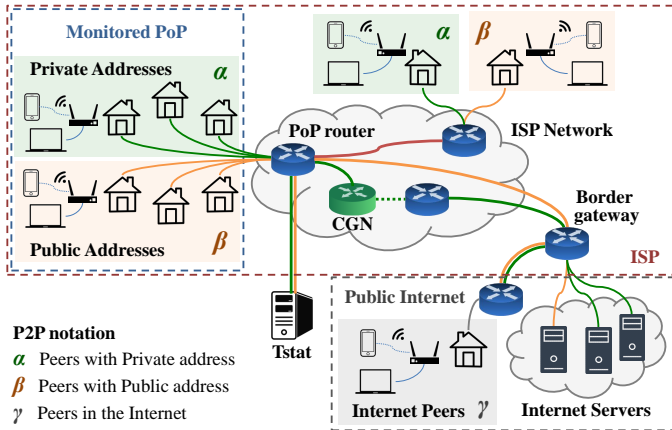 Monitored PoP
Private Addresses
α
α
β
PoP router
ISP Network
CGN
Public Addresses
β
Border
gateway
ISP
Public Internet
Tstat
P2P notation
α Peers with Private address
β Peers with Public address
γ Peers in the Internet
Internet Peers γ
Internet Servers